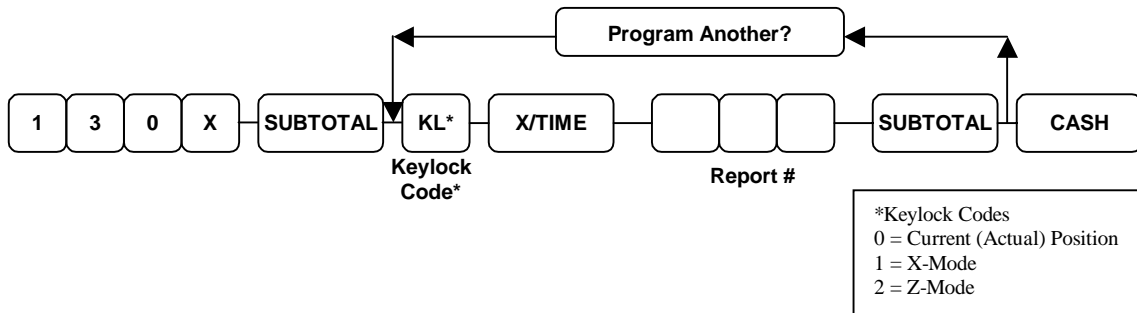 Program Another?
1 3 0 X SUBTOTAL KL* X/TIME SUBTOTAL CASH
Keylock
Code*
Report #
*Keylock Codes
0 = Current (Actual) Position
1 = X-Mode
2 = Z-Mode